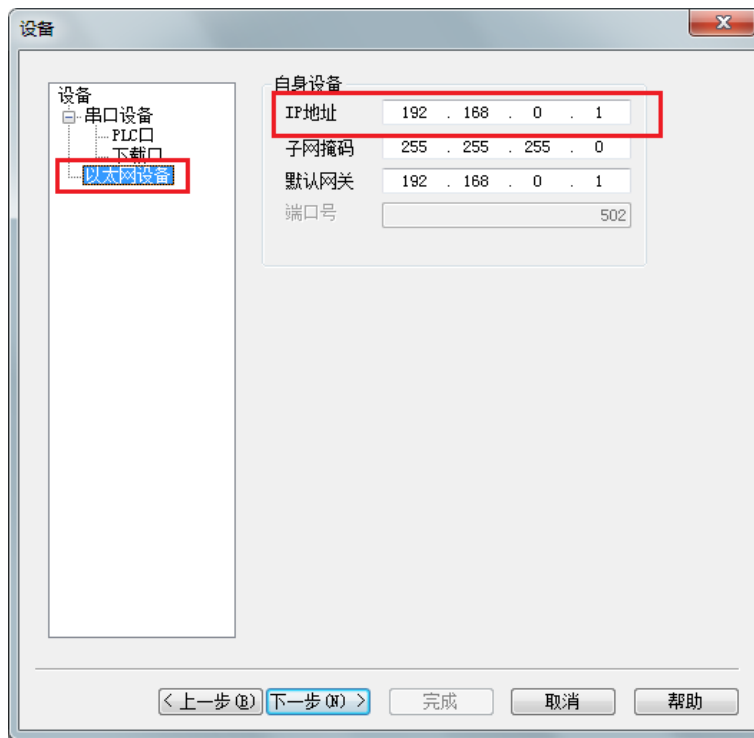 设备
设备
串口设备
PLC口
下载口
以太网设备
自身设备
IP地址 192 . 168 . 0 . 1
子网掩码 255 . 255 . 255 . 0
默认网关 192 . 168 . 0 . 1
端口号 502
< 上一步(B) 下一步(N) > 完成 取消 帮助